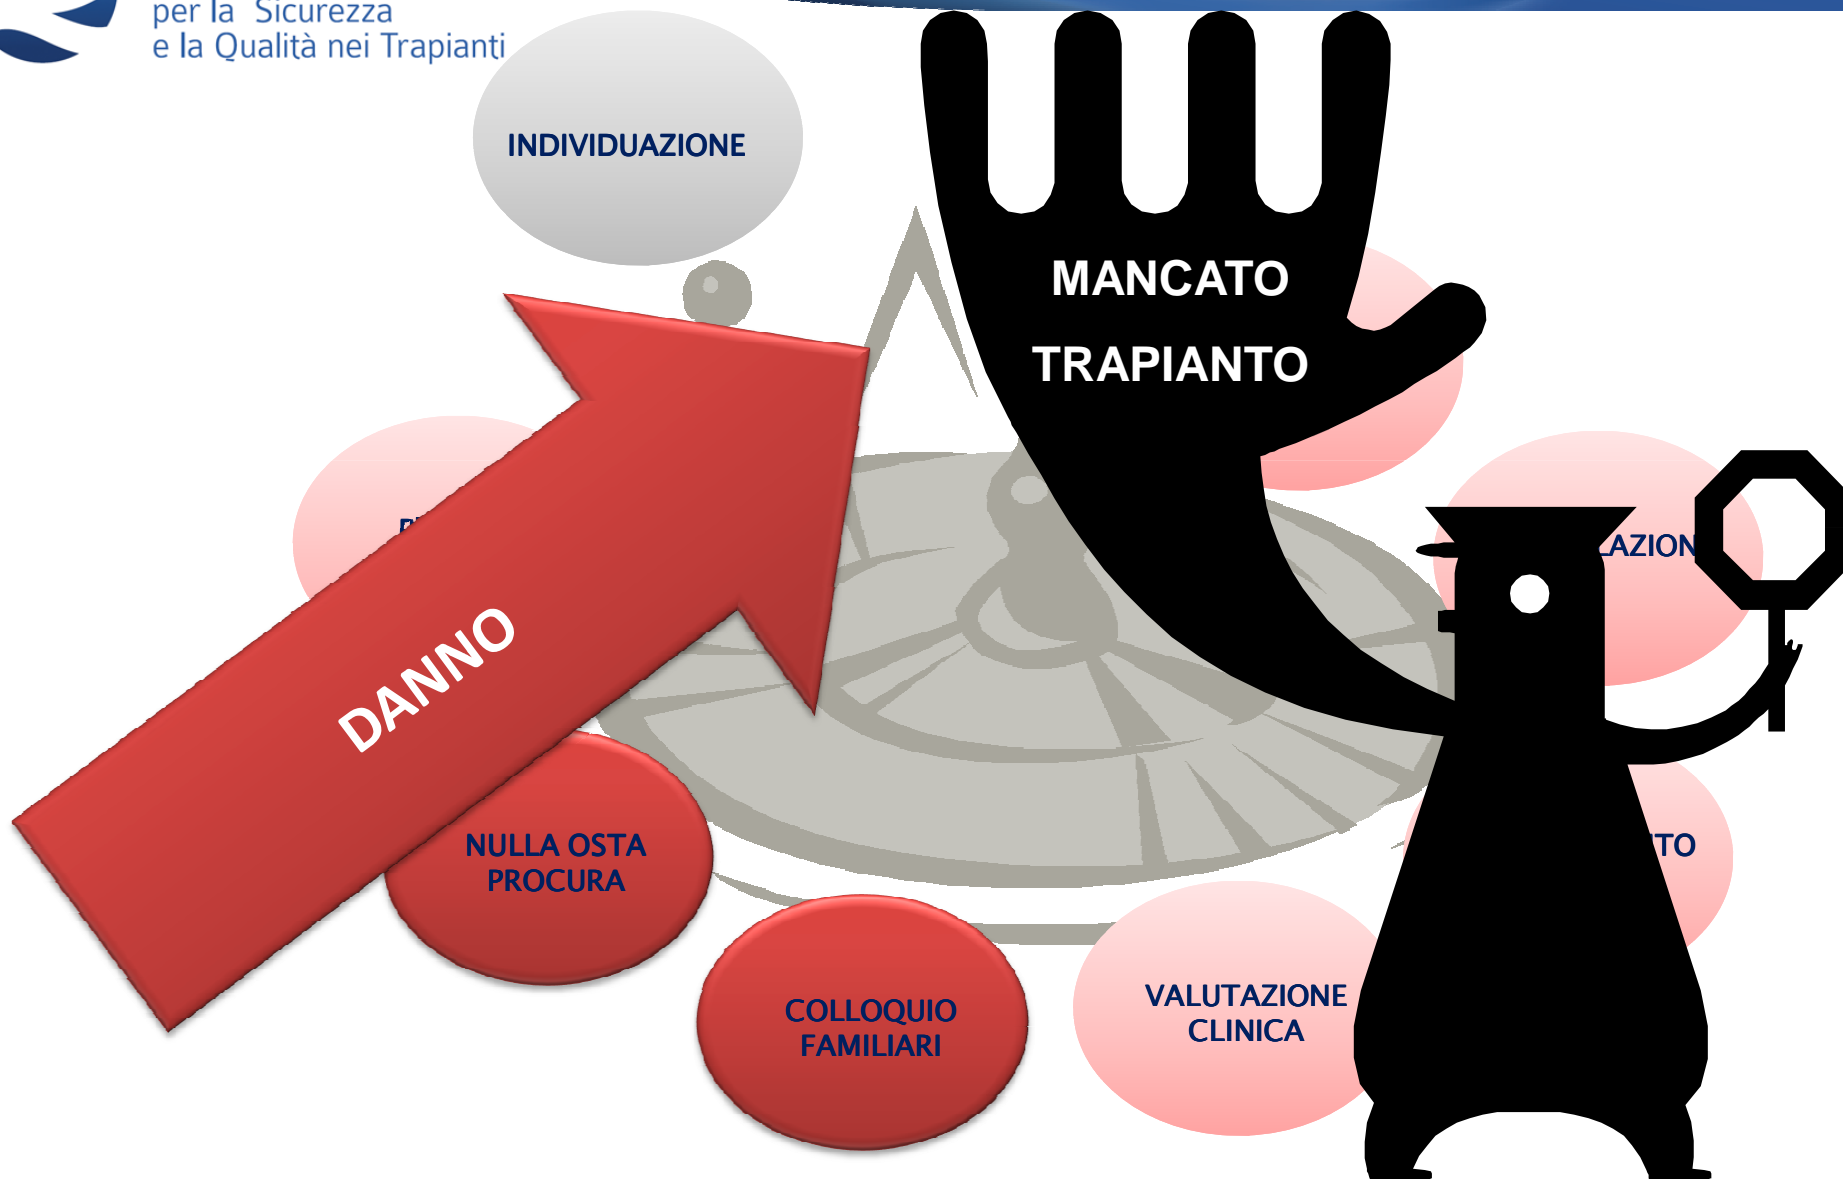 per la Sicurezza
e la Qualità nei Trapianti
INDIVIDUAZIONE
MANCATO
TRAPIANTO
DANNO
NULLA OSTA
PROCURA
COLLOQUIO
FAMILIARI
VALUTAZIONE
CLINICA